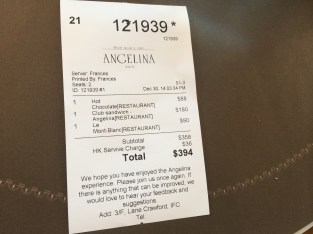 21
121939*
121939
ANGELINA
PARIS
Server: Frances
Printed By: Frances
Seats: 2
ID: 121939 #1
Dec 30, 14 03:34 PM
1 Hot $88
Chocolate[RESTAURANT]
1 Club sandwich - $180
Angelina[RESTAURANT]
1 Le $90
Mont-Blanc[RESTAURANT]
Subtotal $358
HK Service Charge $36
Total $394
We hope you have enjoyed the Angelina
experience. Please join us once again. If
there is anything that can be improved, we
would love to hear your feedback and
suggestions
Add: 3/F, Lane Crawford, IFC
Tel: